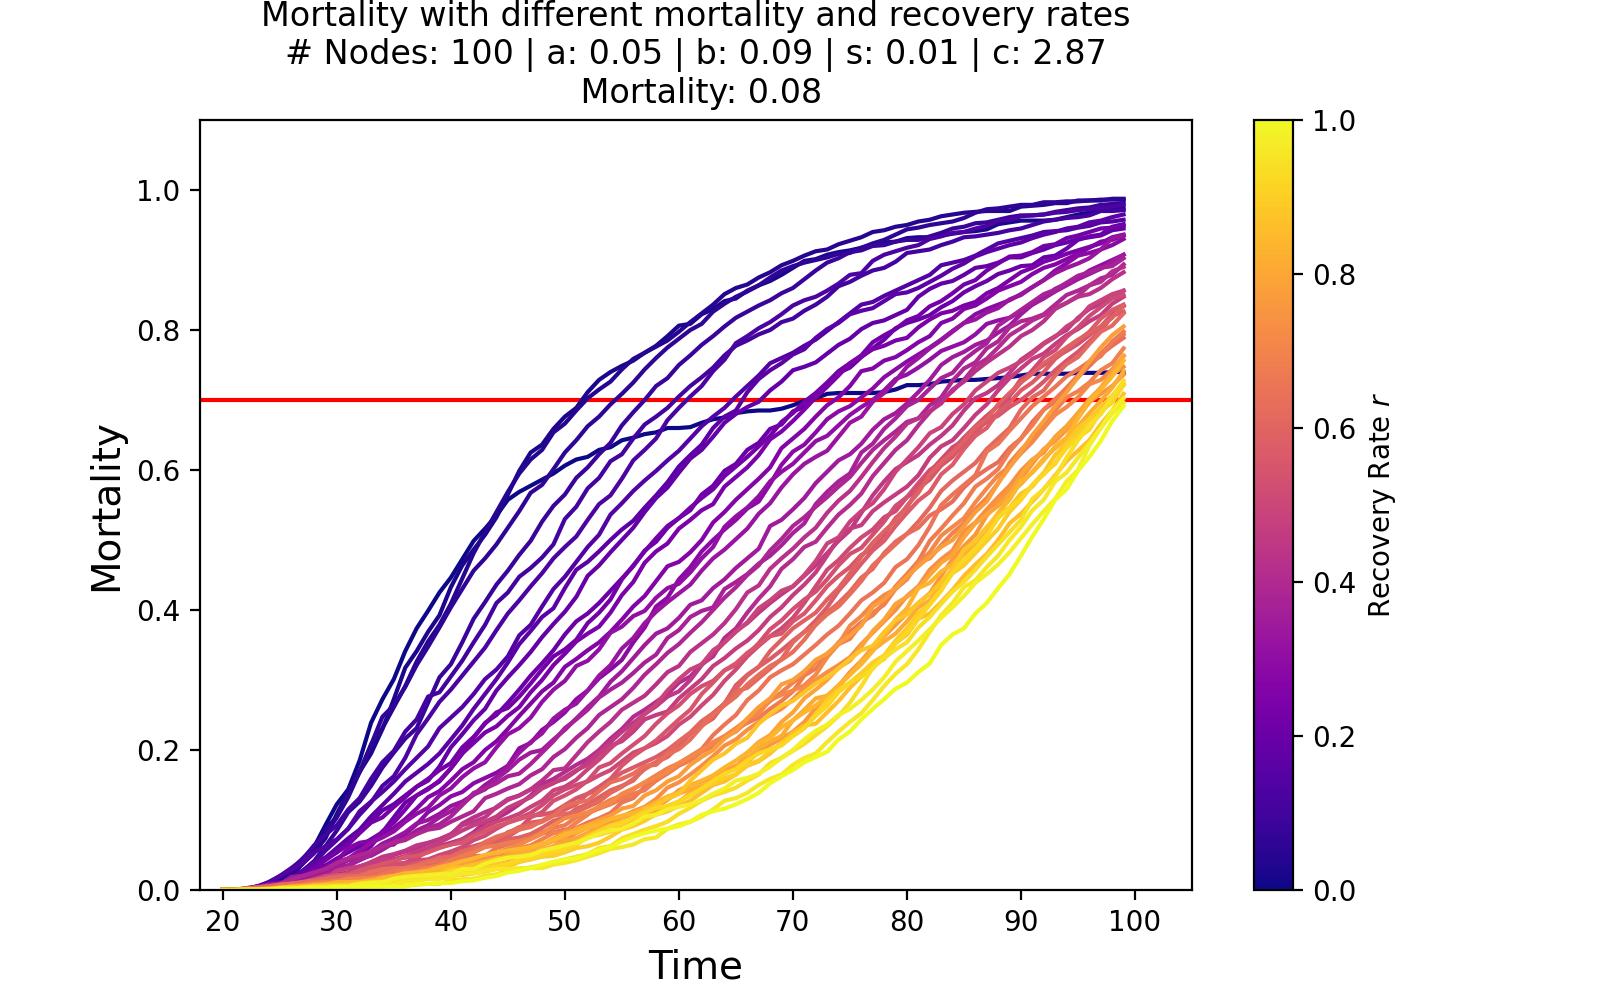 Mortality with different mortality and recovery rates
# Nodes: 100 | a: 0.05 | b: 0.09 | s: 0.01 | c: 2.87
Mortality: 0.08
1.0
0.8
0.6
0.4
0.2
0.0
Mortality
20 30 40 50 60 70 80 90 100
Time
1.0
0.8
0.6
0.4
0.2
0.0
Recovery Rate r